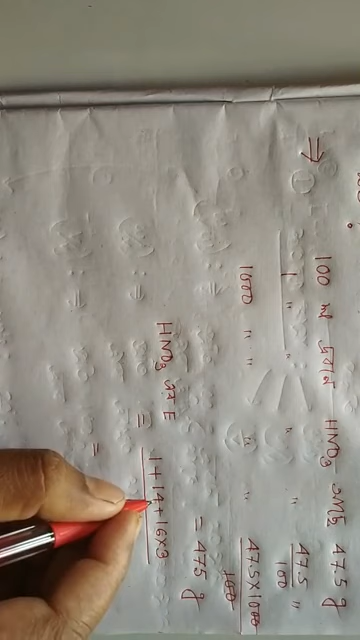 ⇒
100 ml দ্রবণে HNO3 আছে 47.5 g
1 " " " " 47.5/100 "
1000 " " " " 47.5×1000/100
= 475 g
HNO3 এর E = 1+14+16×3